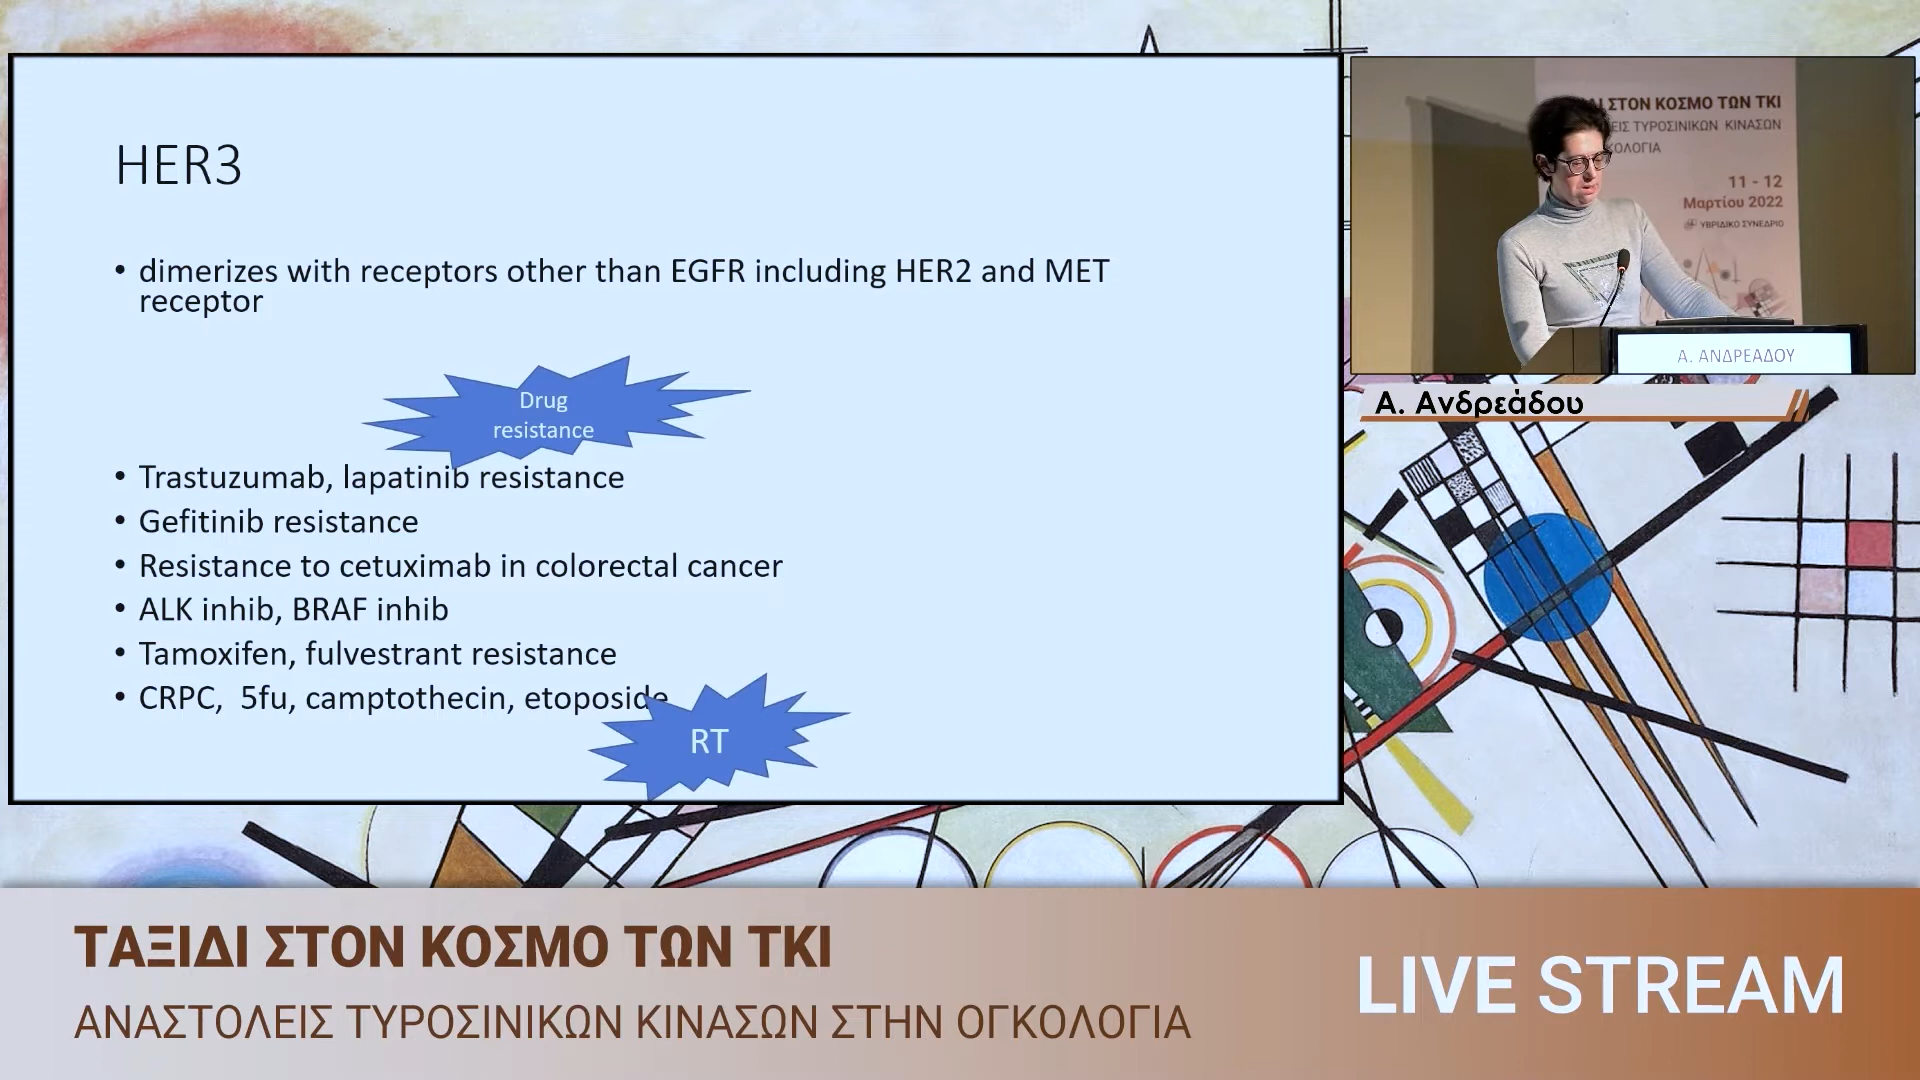 HER3
• dimerizes with receptors other than EGFR including HER2 and MET
receptor
Drug
resistance
• Trastuzumab, lapatinib resistance
• Gefitinib resistance
• Resistance to cetuximab in colorectal cancer
• ALK inhib, BRAF inhib
• Tamoxifen, fulvestrant resistance
• CRPC, 5fu, camptothecin, etoposide
RT
ΣΤΟΝ ΚΟΣΜΟ ΤΩΝ ΤΚΙ
ΤΥΡΟΣΙΝΙΚΩΝ ΚΙΝΑΣΩΝ
11 - 12
Μαρτίου 2022
ΥΒΡΙΔΙΚΟ ΣΥΝΕΔΡΙΟ
Α. ΑΝΔΡΕΑΔΟΥ
Α. Ανδρεάδου
ΤΑΞΙΔΙ ΣΤΟΝ ΚΟΣΜΟ ΤΩΝ ΤΚΙ
ΑΝΑΣΤΟΛΕΙΣ ΤΥΡΟΣΙΝΙΚΩΝ ΚΙΝΑΣΩΝ ΣΤΗΝ ΟΓΚΟΛΟΓΙΑ
LIVE STREAM